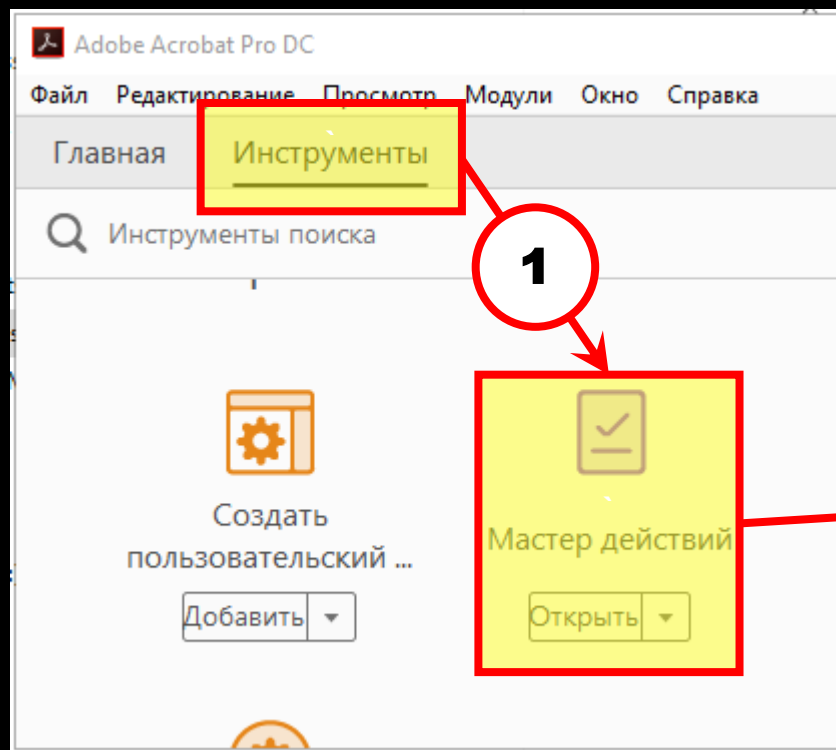 Adobe Acrobat Pro DC
Файл Редактирование Просмотр Модули Окно Справка
Главная Инструменты
Инструменты поиска
1
Создать
пользовательский ...
Добавить
Мастер действий
Открыть